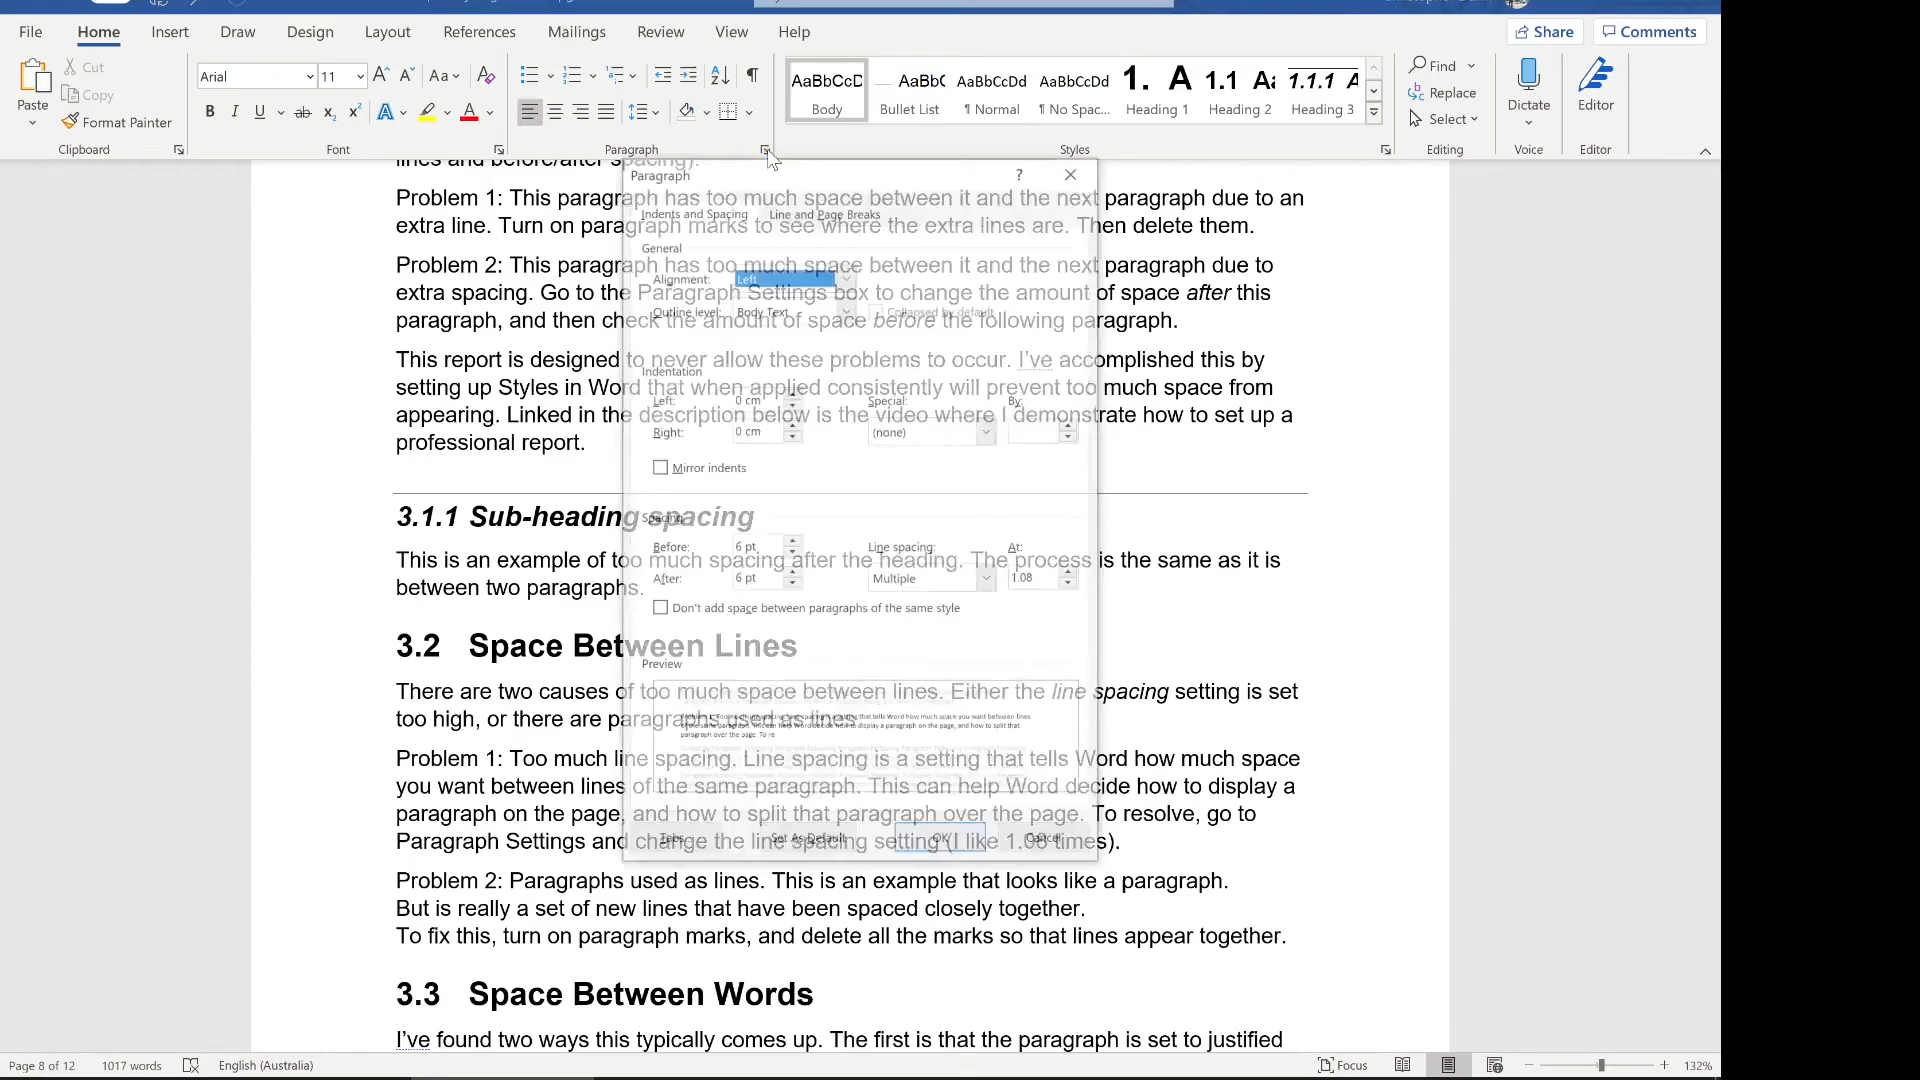 File Home Insert Draw Design Layout References Mailings Review View Help Share Comments
Paste Cut Copy Format Painter
Arial 11
AaBbCcD Body
AaBbC Bullet List
AaBbCcDd ¶ Normal
AaBbCcDd ¶ No Spac...
1. A Heading 1
1.1 Aa Heading 2
1.1.1 A Heading 3
Find Replace Select
Dictate Editor
Clipboard Font Paragraph Styles Editing Voice Editor
lines and before/after spacing).
Problem 1: This paragraph has too much space between it and the next paragraph due to an
extra line. Turn on paragraph marks to see where the extra lines are. Then delete them.
Problem 2: This paragraph has too much space between it and the next paragraph due to
extra spacing. Go to the Paragraph Settings box to change the amount of space after this
paragraph, and then check the amount of space before the following paragraph.
This report is designed to never allow these problems to occur. I've accomplished this by
setting up Styles in Word that when applied consistently will prevent too much space from
appearing. Linked in the description below is the video where I demonstrate how to set up a
professional report.
3.1.1 Sub-heading spacing
This is an example of too much spacing after the heading. The process is the same as it is
between two paragraphs.
3.2 Space Between Lines
There are two causes of too much space between lines. Either the line spacing setting is set
too high, or there are paragraphs used as lines.
Problem 1: Too much line spacing. Line spacing is a setting that tells Word how much space
you want between lines of the same paragraph. This can help Word decide how to display a
paragraph on the page, and how to split that paragraph over the page. To resolve, go to
Paragraph Settings and change the line spacing setting (I like 1.08 times).
Problem 2: Paragraphs used as lines. This is an example that looks like a paragraph.
But is really a set of new lines that have been spaced closely together.
To fix this, turn on paragraph marks, and delete all the marks so that lines appear together.
3.3 Space Between Words
I've found two ways this typically comes up. The first is that the paragraph is set to justified
Paragraph ?
Indents and Spacing Line and Page Breaks
General
Alignment: Left
Outline level: Body Text Collapsed by default
Indentation
Left: 0 cm Special: By:
Right: 0 cm (none)
Mirror indents
Spacing
Before: 6 pt Line spacing: At:
After: 6 pt Multiple 1.08
Don't add space between paragraphs of the same style
Preview
Tabs... Set As Default OK Cancel
Page 8 of 12 1017 words English (Australia) Focus 132%